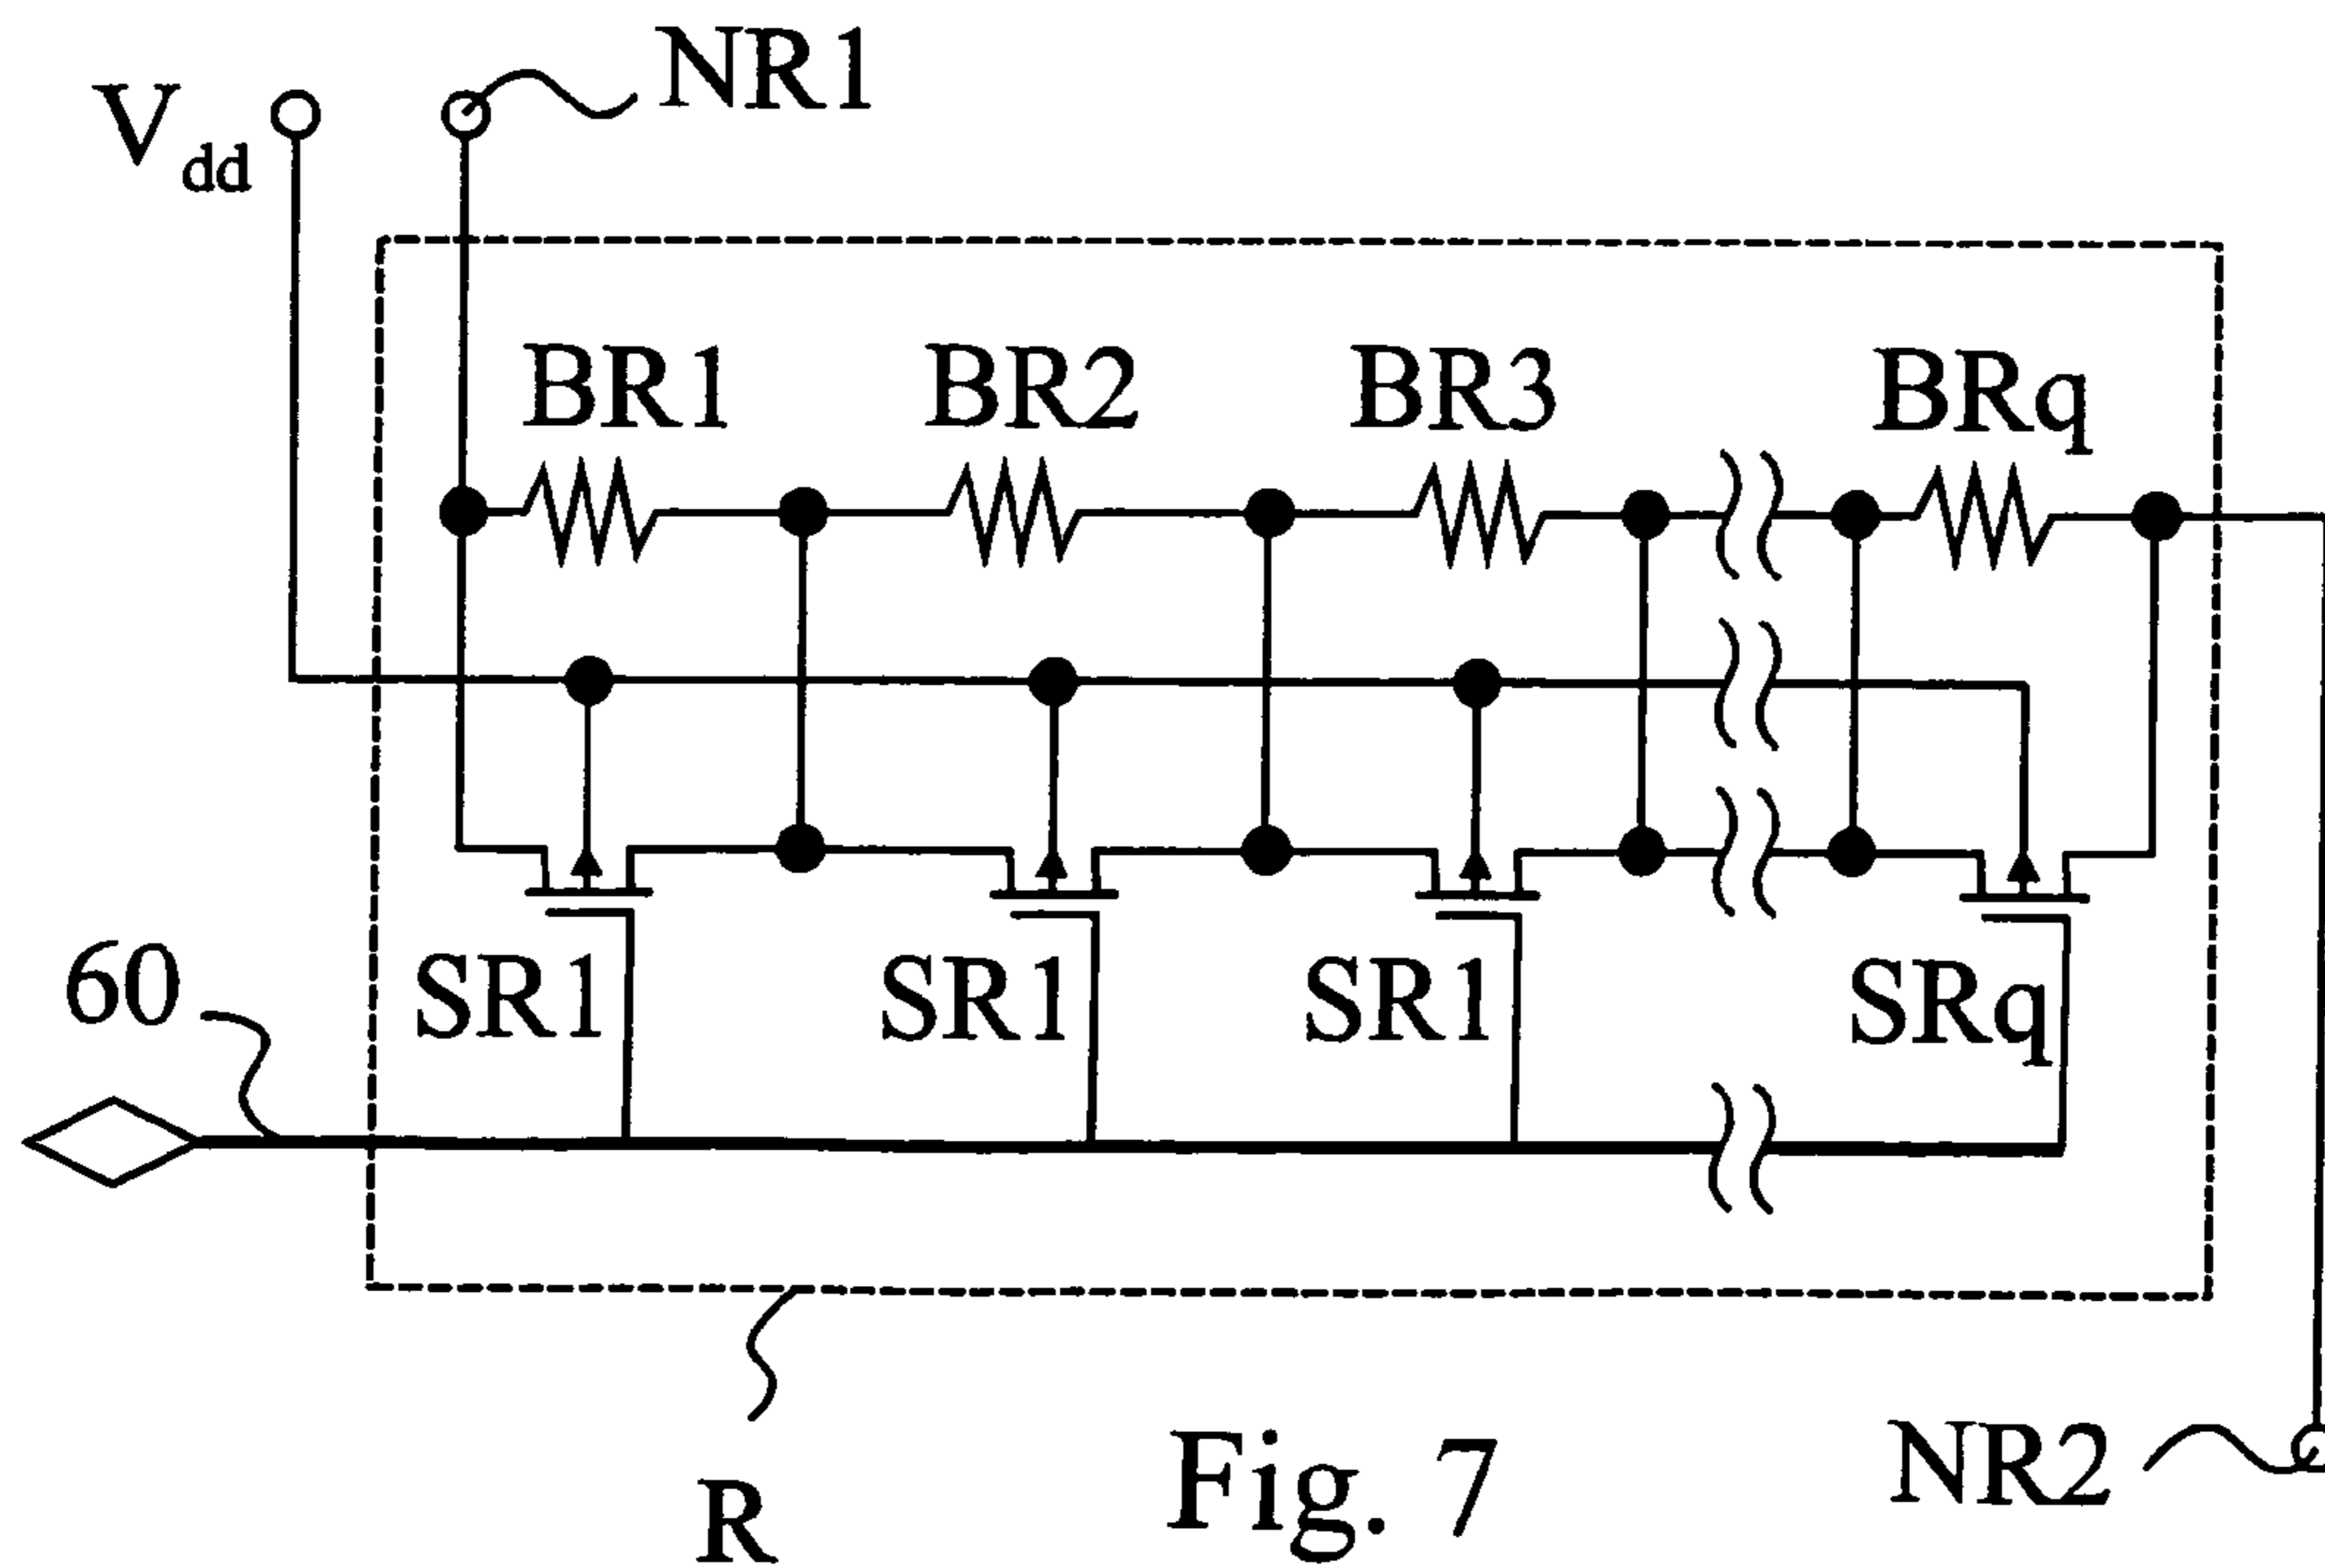 NR1
Vdd
BR1 BR2 BR3 BRq
60 SR1 SR1 SR1 SRq
NR2
Fig. 7
R